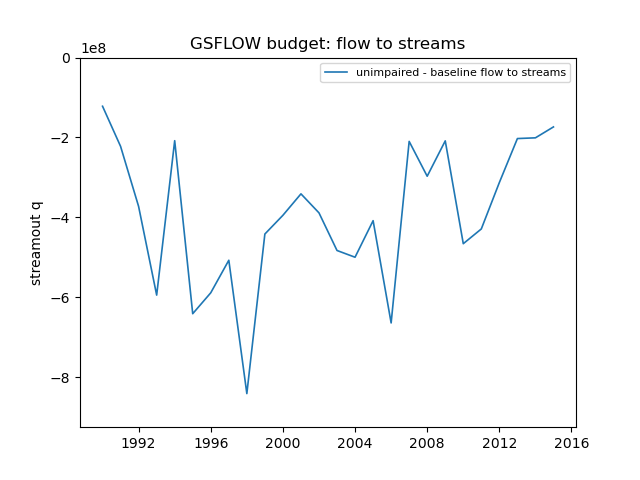 GSFLOW budget: flow to streams
1e8
unimpaired - baseline flow to streams
0
−2
−4
−6
−8
streamout q
1992 1996 2000 2004 2008 2012 2016